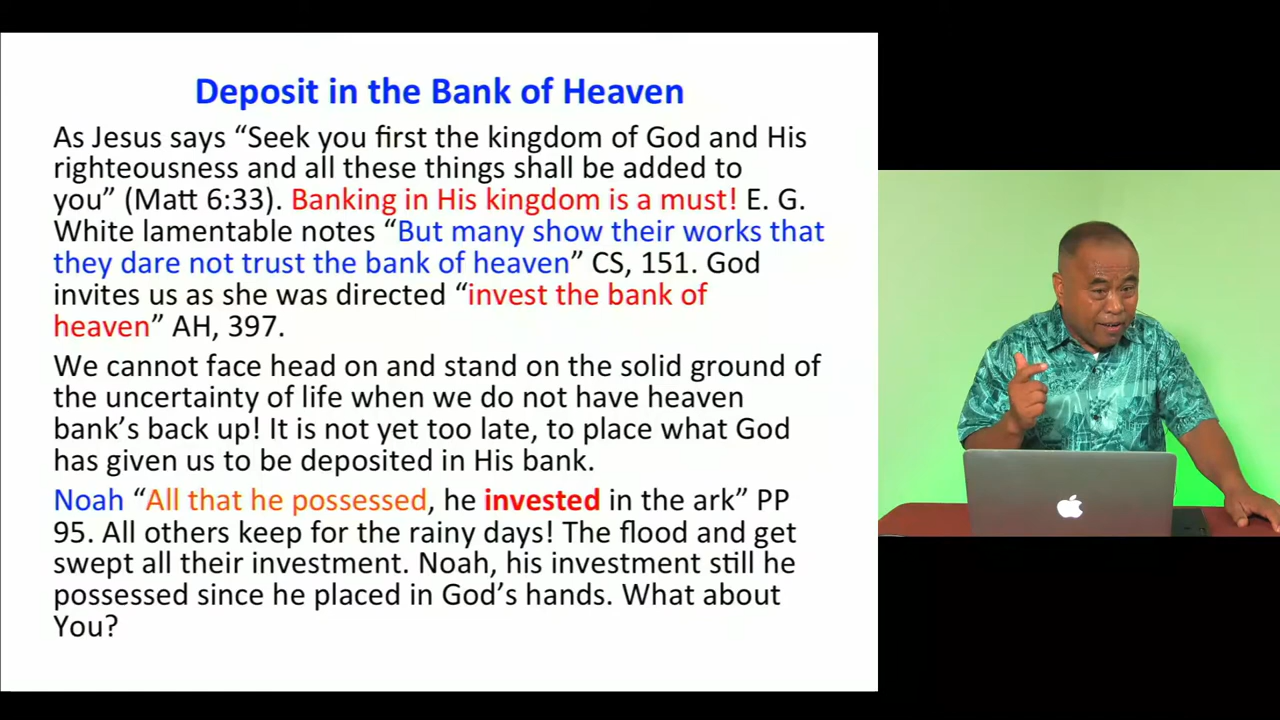 Deposit in the Bank of Heaven
As Jesus says “Seek you first the kingdom of God and His
righteousness and all these things shall be added to
you” (Matt 6:33). Banking in His kingdom is a must! E. G.
White lamentable notes “But many show their works that
they dare not trust the bank of heaven” CS, 151. God
invites us as she was directed “invest the bank of
heaven” AH, 397.
We cannot face head on and stand on the solid ground of
the uncertainty of life when we do not have heaven
bank’s back up! It is not yet too late, to place what God
has given us to be deposited in His bank.
Noah “All that he possessed, he invested in the ark” PP
95. All others keep for the rainy days! The flood and get
swept all their investment. Noah, his investment still he
possessed since he placed in God’s hands. What about
You?